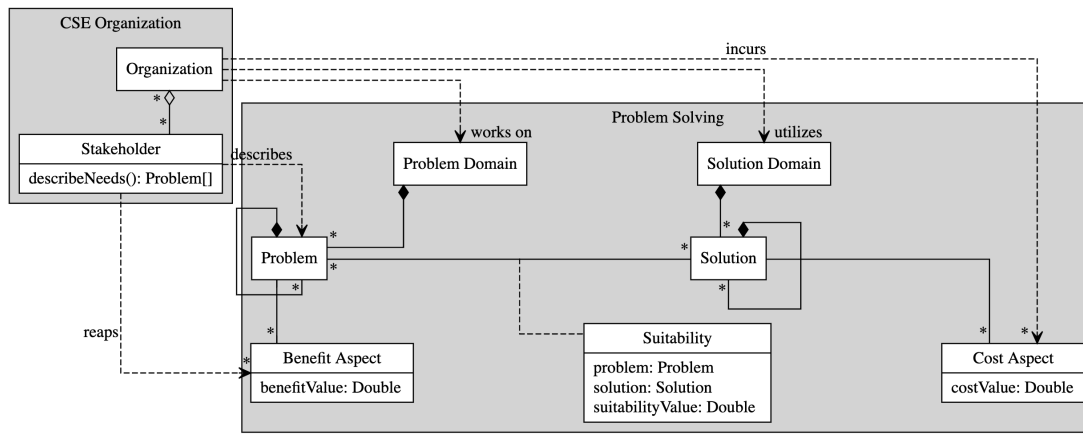 CSE Organization
incurs
Organization
*
*
Problem Solving
Stakeholder
describeNeeds(): Problem[]
describes
works on
utilizes
Problem Domain
Solution Domain
*
*
*
*
Problem
Solution
*
*
reaps
*
*
*
*
Benefit Aspect
benefitValue: Double
Suitability
problem: Problem
solution: Solution
suitabilityValue: Double
Cost Aspect
costValue: Double